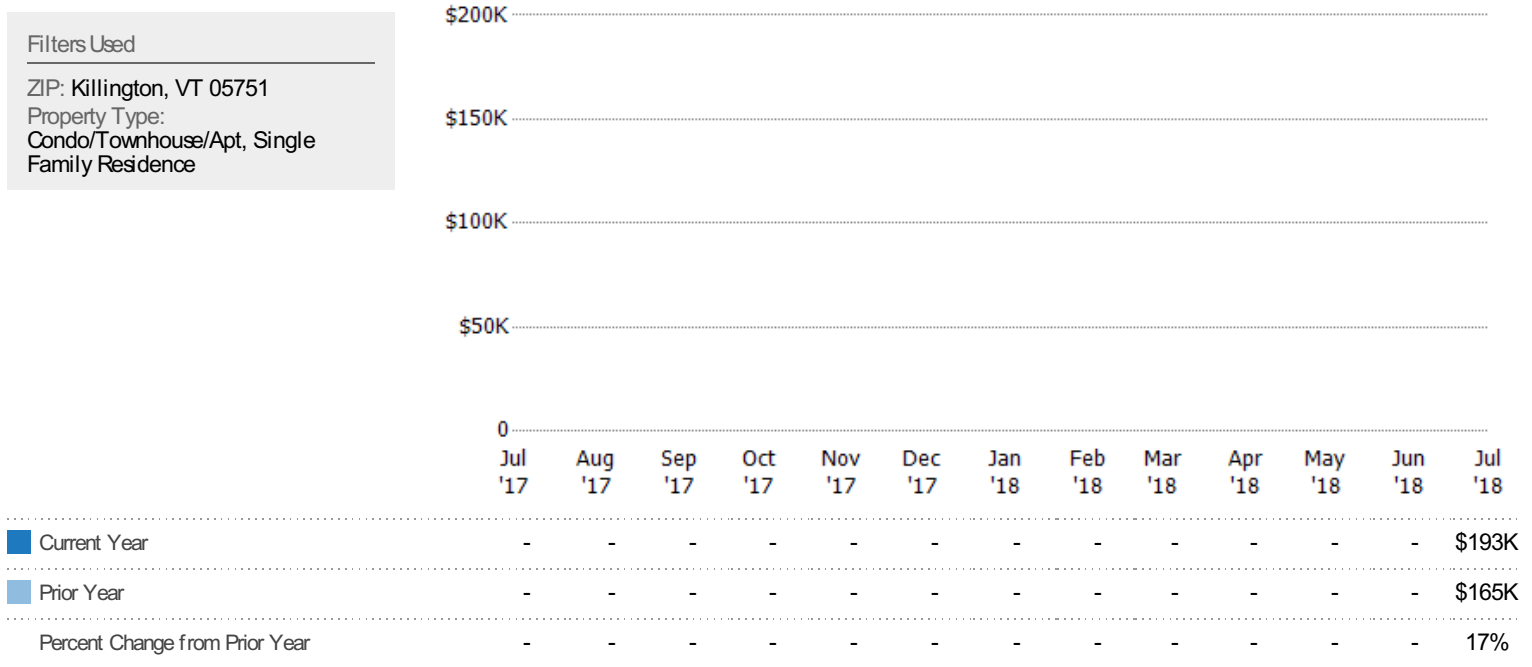 Filters Used
ZIP: Killington, VT 05751
Property Type:
Condo/Townhouse/Apt, Single
Family Residence
$200K
$150K
$100K
$50K
0
Jul Aug Sep Oct Nov Dec Jan Feb Mar Apr May Jun Jul
'17 '17 '17 '17 '17 '17 '18 '18 '18 '18 '18 '18 '18
Current Year - - - - - - - - - - - - $193K
Prior Year - - - - - - - - - - - - $165K
Percent Change from Prior Year - - - - - - - - - - - - 17%